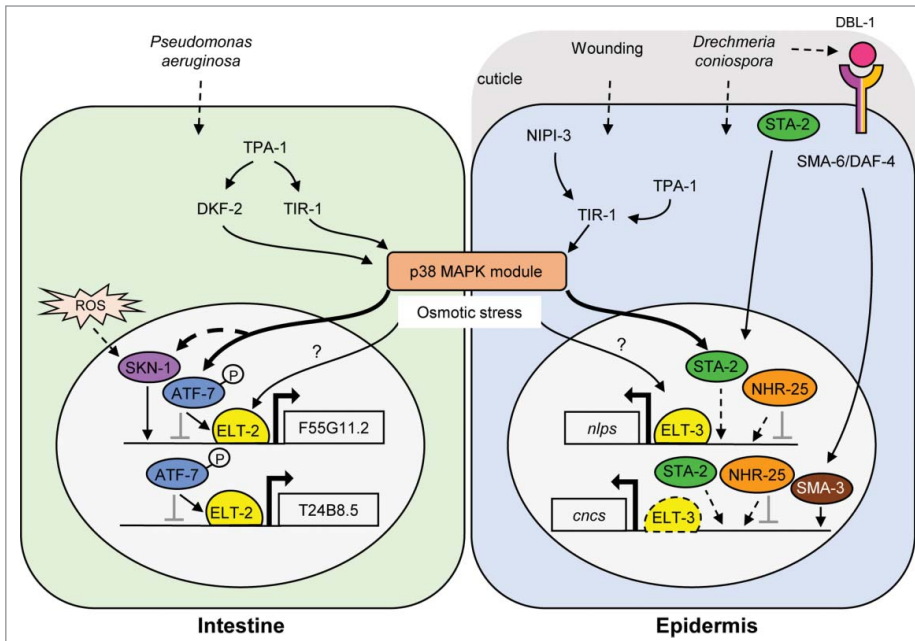 Pseudomonas
aeruginosa
TPA-1
DKF-2
TIR-1
ROS
SKN-1
P
ATF-7
ELT-2
F55G11.2
P
ATF-7
ELT-2
T24B8.5
?
Intestine
p38 MAPK module
Osmotic stress
cuticle
Wounding
Drechmeria
coniospora
DBL-1
STA-2
SMA-6/DAF-4
NIPI-3
TPA-1
TIR-1
?
STA-2
NHR-25
nlps
ELT-3
STA-2
NHR-25
SMA-3
cncs
ELT-3
Epidermis